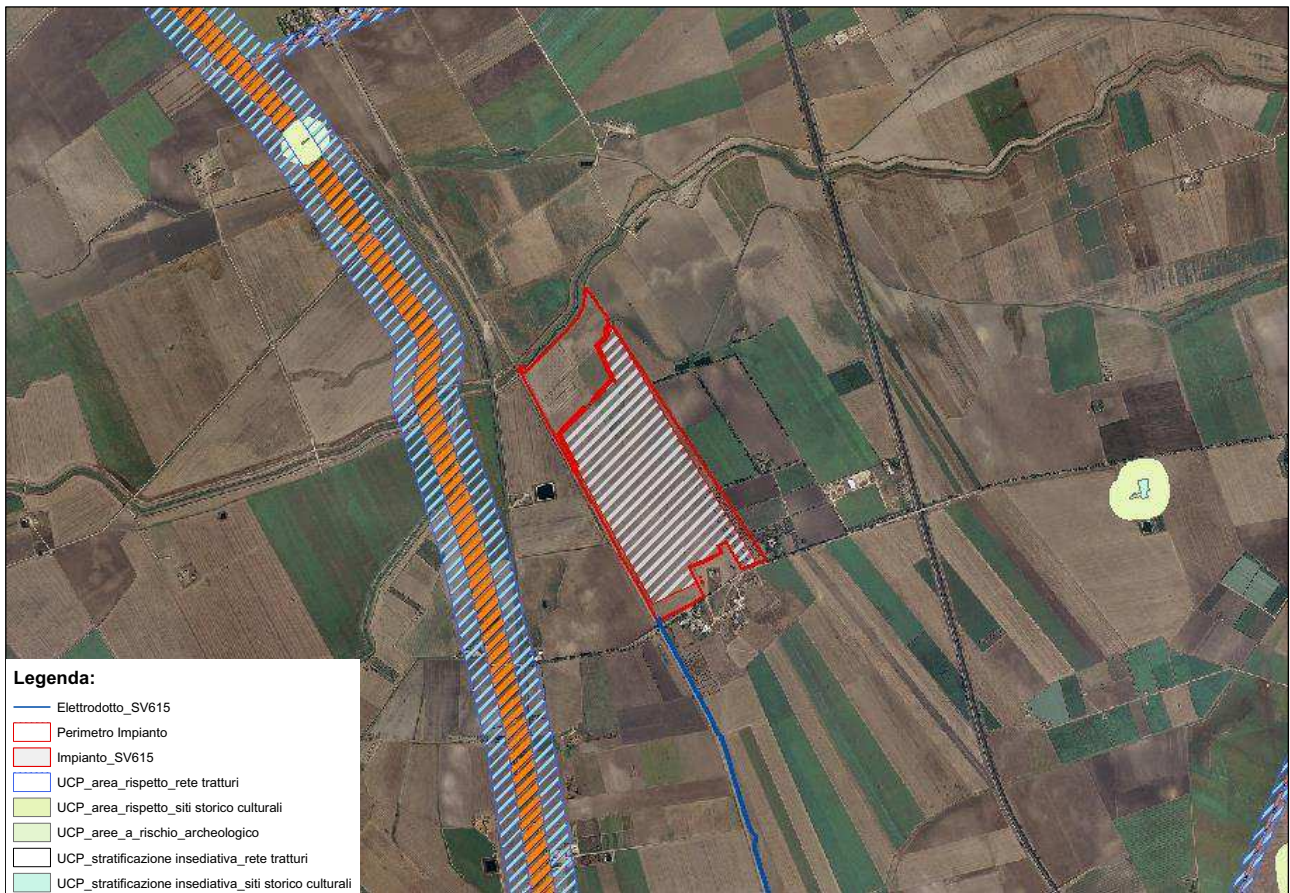 Legenda:
Elettrodotto_SV615
Perimetro Impianto
Impianto_SV615
UCP_area_rispetto_rete tratturi
UCP_area_rispetto_siti storico culturali
UCP_aree_a_rischio_archeologico
UCP_stratificazione insediativa_rete tratturi
UCP_stratificazione insediativa_siti storico culturali